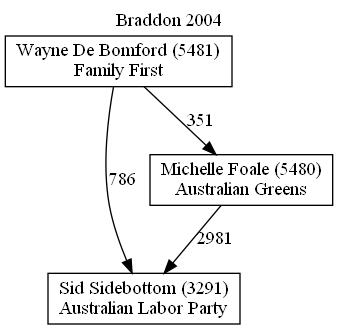 Braddon 2004
Wayne De Bomford (5481)
Family First
351
786
Michelle Foale (5480)
Australian Greens
2981
Sid Sidebottom (3291)
Australian Labor Party